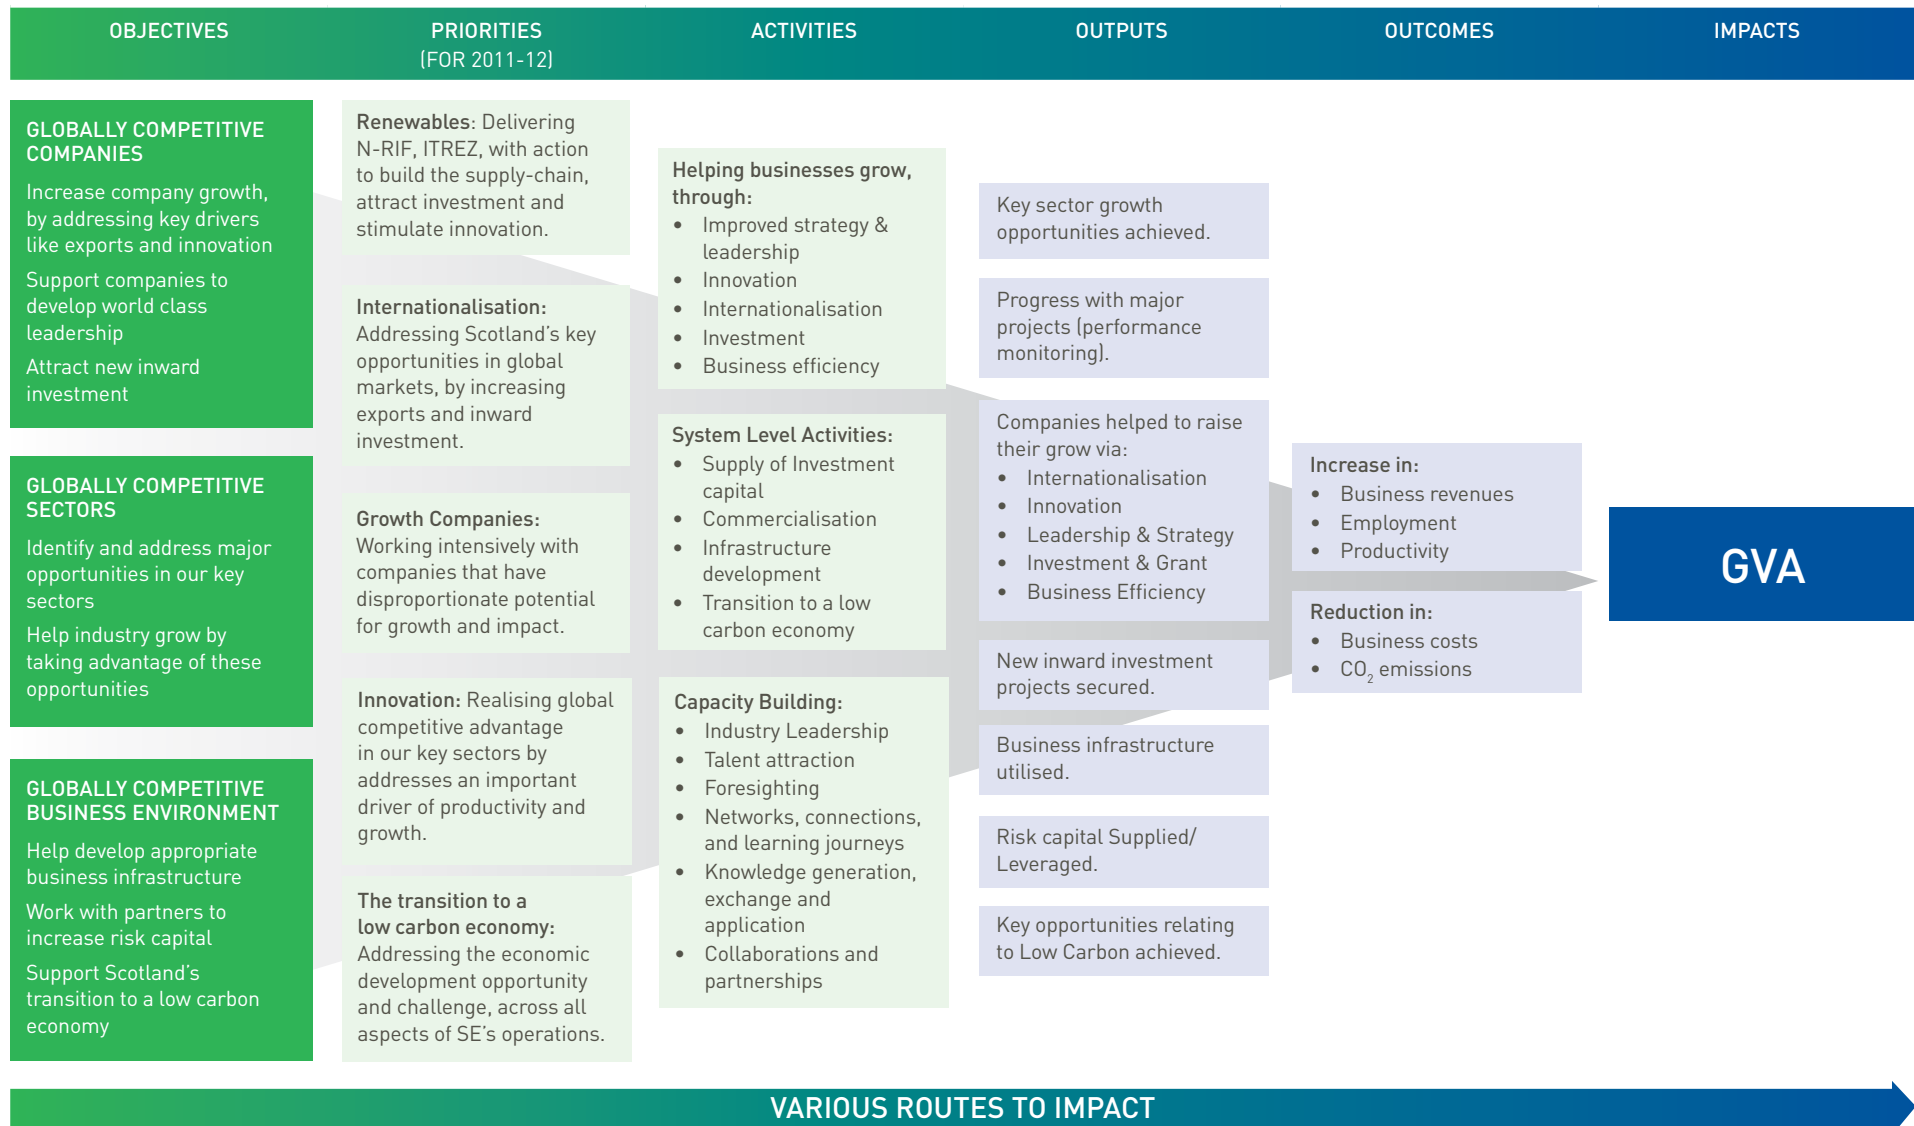 OBJECTIVES
PRIORITIES
(FOR 2011-12)
ACTIVITIES
OUTPUTS
OUTCOMES
IMPACTS
GLOBALLY COMPETITIVE
COMPANIES
Increase company growth,
by addressing key drivers
like exports and innovation
Support companies to
develop world class
leadership
Attract new inward
investment
GLOBALLY COMPETITIVE
SECTORS
Identify and address major
opportunities in our key
sectors
Help industry grow by
taking advantage of these
opportunities
GLOBALLY COMPETITIVE
BUSINESS ENVIRONMENT
Help develop appropriate
business infrastructure
Work with partners to
increase risk capital
Support Scotland's
transition to a low carbon
economy
Renewables: Delivering
N-RIF, ITREZ, with action
to build the supply-chain,
attract investment and
stimulate innovation.
Internationalisation:
Addressing Scotland's key
opportunities in global
markets, by increasing
exports and inward
investment.
Growth Companies:
Working intensively with
companies that have
disproportionate potential
for growth and impact.
Innovation: Realising global
competitive advantage
in our key sectors by
addresses an important
driver of productivity and
growth.
The transition to a
low carbon economy:
Addressing the economic
development opportunity
and challenge, across all
aspects of SE's operations.
Helping businesses grow,
through:
• Improved strategy &
leadership
• Innovation
• Internationalisation
• Investment
• Business efficiency
System Level Activities:
• Supply of Investment
capital
• Commercialisation
• Infrastructure
development
• Transition to a low
carbon economy
Capacity Building:
• Industry Leadership
• Talent attraction
• Foresighting
• Networks, connections,
and learning journeys
• Knowledge generation,
exchange and
application
• Collaborations and
partnerships
Key sector growth
opportunities achieved.
Progress with major
projects (performance
monitoring).
Companies helped to raise
their grow via:
• Internationalisation
• Innovation
• Leadership & Strategy
• Investment & Grant
• Business Efficiency
New inward investment
projects secured.
Business infrastructure
utilised.
Risk capital Supplied/
Leveraged.
Key opportunities relating
to Low Carbon achieved.
Increase in:
• Business revenues
• Employment
• Productivity
Reduction in:
• Business costs
• CO₂ emissions
GVA
VARIOUS ROUTES TO IMPACT